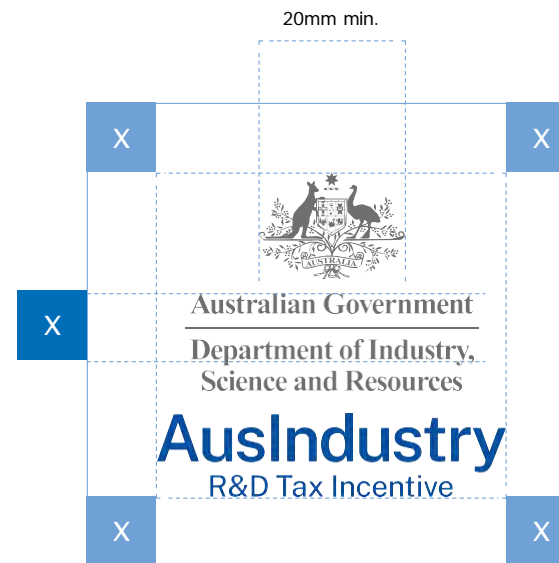 20mm min.
X
X
AUSTRALIA
Australian Government
X
Department of Industry,
Science and Resources
AusIndustry
R&D Tax Incentive
X
X